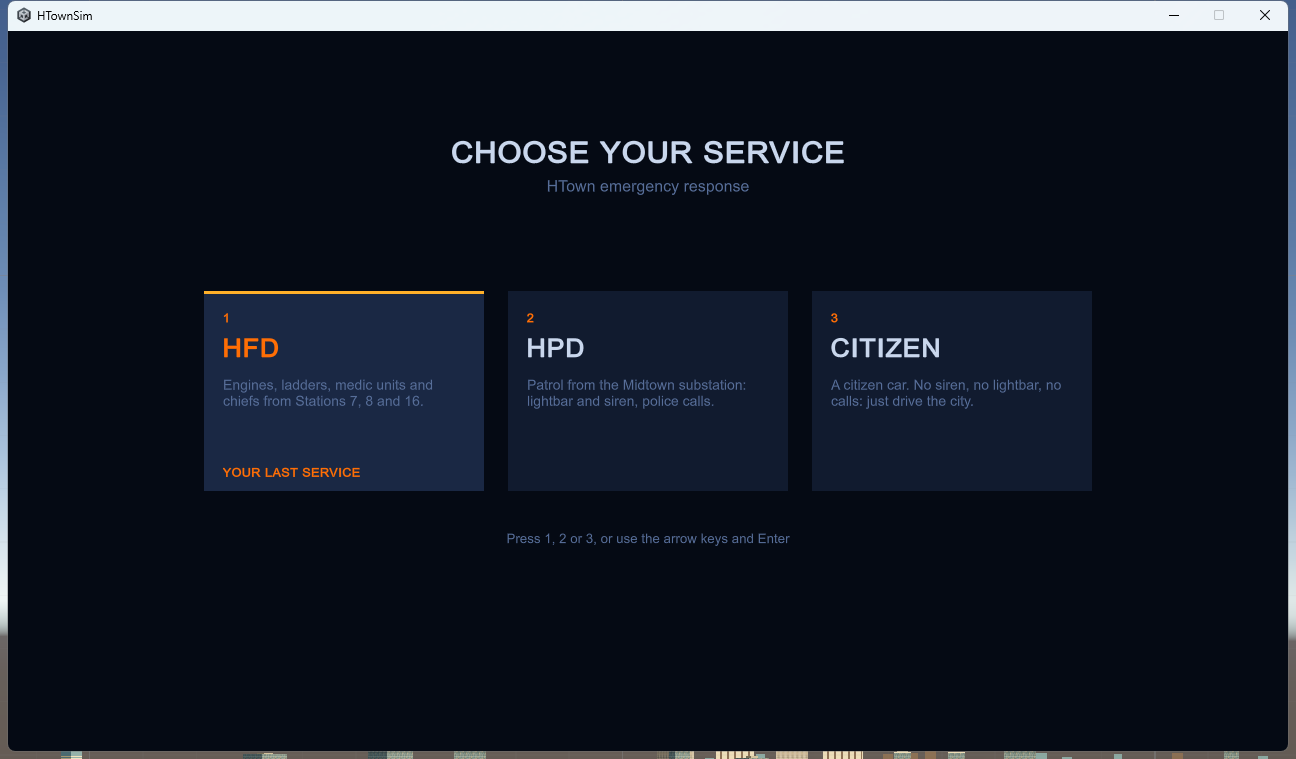 HTownSim
CHOOSE YOUR SERVICE
HTown emergency response
1
HFD
Engines, ladders, medic units and
chiefs from Stations 7, 8 and 16.
YOUR LAST SERVICE
2
HPD
Patrol from the Midtown substation:
lightbar and siren, police calls.
3
CITIZEN
A citizen car. No siren, no lightbar, no
calls: just drive the city.
Press 1, 2 or 3, or use the arrow keys and Enter